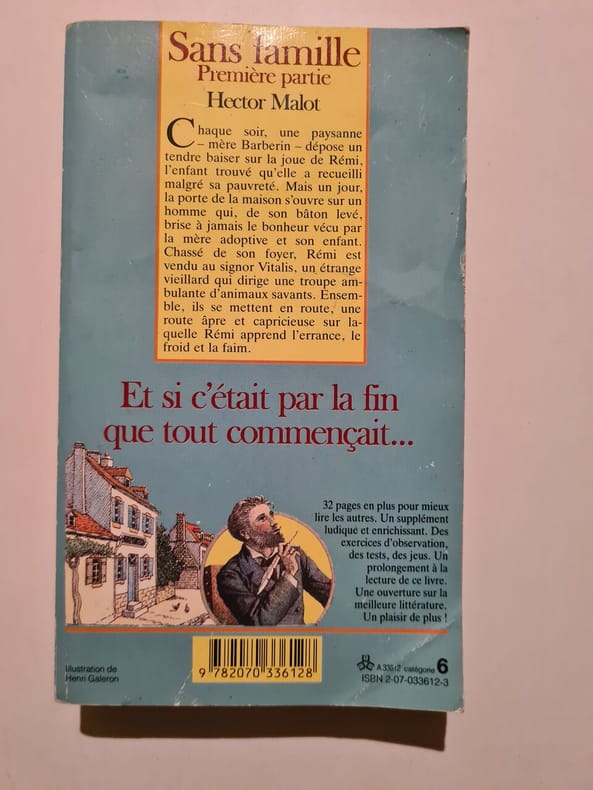 Sans famille
Première partie
Hector Malot
Chaque soir, une paysanne
– mère Barberin – dépose un
tendre baiser sur la joue de Rémi,
l'enfant trouvé qu'elle a recueilli
malgré sa pauvreté. Mais un jour,
la porte de la maison s'ouvre sur un
homme qui, de son bâton levé,
brise à jamais le bonheur vécu par
la mère adoptive et son enfant.
Chassé de son foyer, Rémi est
vendu au signor Vitalis, un étrange
vieillard qui dirige une troupe am-
bulante d'animaux savants. Ensem-
ble, ils se mettent en route, une
route âpre et capricieuse sur la-
quelle Rémi apprend l'errance, le
froid et la faim.
Et si c'était par la fin
que tout commençait...
32 pages en plus pour mieux
lire les autres. Un supplément
ludique et enrichissant. Des
exercices d'observation,
des tests, des jeux. Un
prolongement à la
lecture de ce livre.
Une ouverture sur la
meilleure littérature.
Un plaisir de plus !
Illustration de
Henri Galeron
9 782070 336128
catégorie 6
ISBN 2-07-033612-3